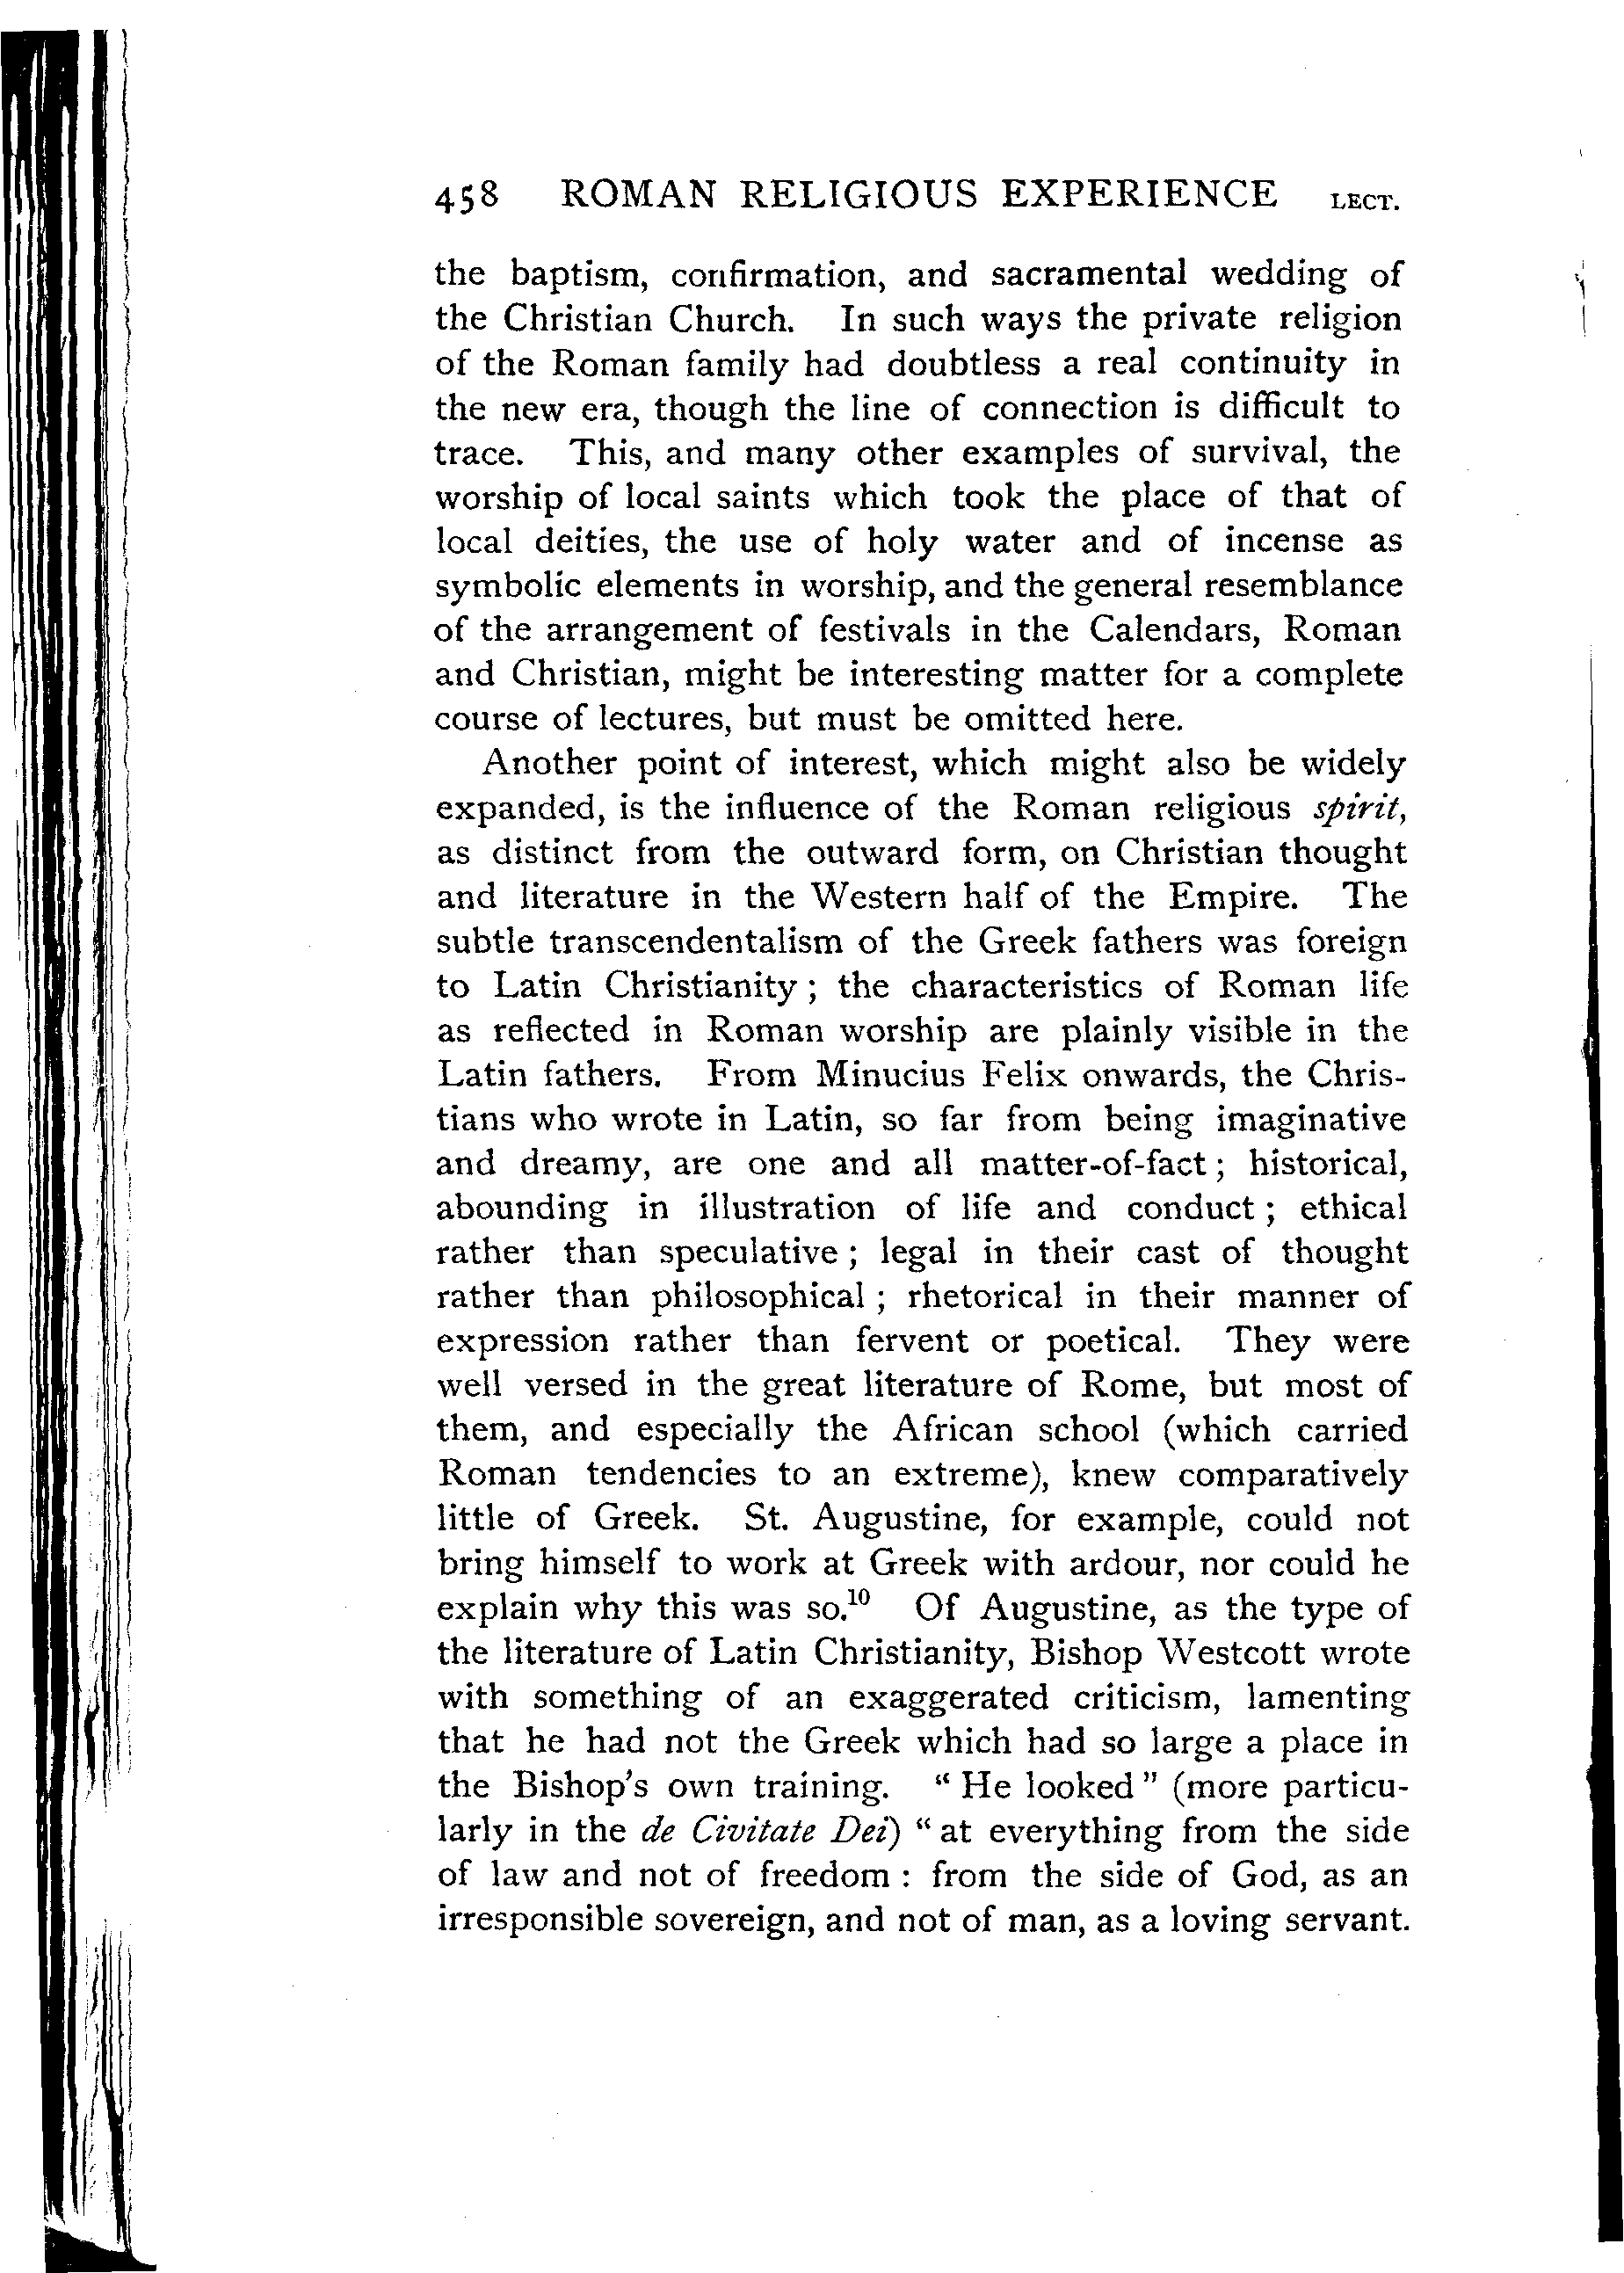 458 ROMAN RELIGIOUS EXPERIENCE LECT.
the baptism, confirmation, and sacramental wedding of
the Christian Church. In such ways the private religion
of the Roman family had doubtless a real continuity in
the new era, though the line of connection is difficult to
trace. This, and many other examples of survival, the
worship of local saints which took the place of that of
local deities, the use of holy water and of incense as
symbolic elements in worship, and the general resemblance
of the arrangement of festivals in the Calendars, Roman
and Christian, might be interesting matter for a complete
course of lectures, but must be omitted here.
Another point of interest, which might also be widely
expanded, is the influence of the Roman religious spirit,
as distinct from the outward form, on Christian thought
and literature in the Western half of the Empire. The
subtle transcendentalism of the Greek fathers was foreign
to Latin Christianity ; the characteristics of Roman life
as reflected in Roman worship are plainly visible in the
Latin fathers. From Minucius Felix onwards, the Chris-
tians who wrote in Latin, so far from being imaginative
and dreamy, are one and all matter-of-fact ; historical,
abounding in illustration of life and conduct ; ethical
rather than speculative ; legal in their cast of thought
rather than philosophical ; rhetorical in their manner of
expression rather than fervent or poetical. They were
well versed in the great literature of Rome, but most of
them, and especially the African school (which carried
Roman tendencies to an extreme), knew comparatively
little of Greek. St. Augustine, for example, could not
bring himself to work at Greek with ardour, nor could he
explain why this was so.¹⁰ Of Augustine, as the type of
the literature of Latin Christianity, Bishop Westcott wrote
with something of an exaggerated criticism, lamenting
that he had not the Greek which had so large a place in
the Bishop's own training. “ He looked ” (more particu-
larly in the de Civitate Dei) “ at everything from the side
of law and not of freedom : from the side of God, as an
irresponsible sovereign, and not of man, as a loving servant.